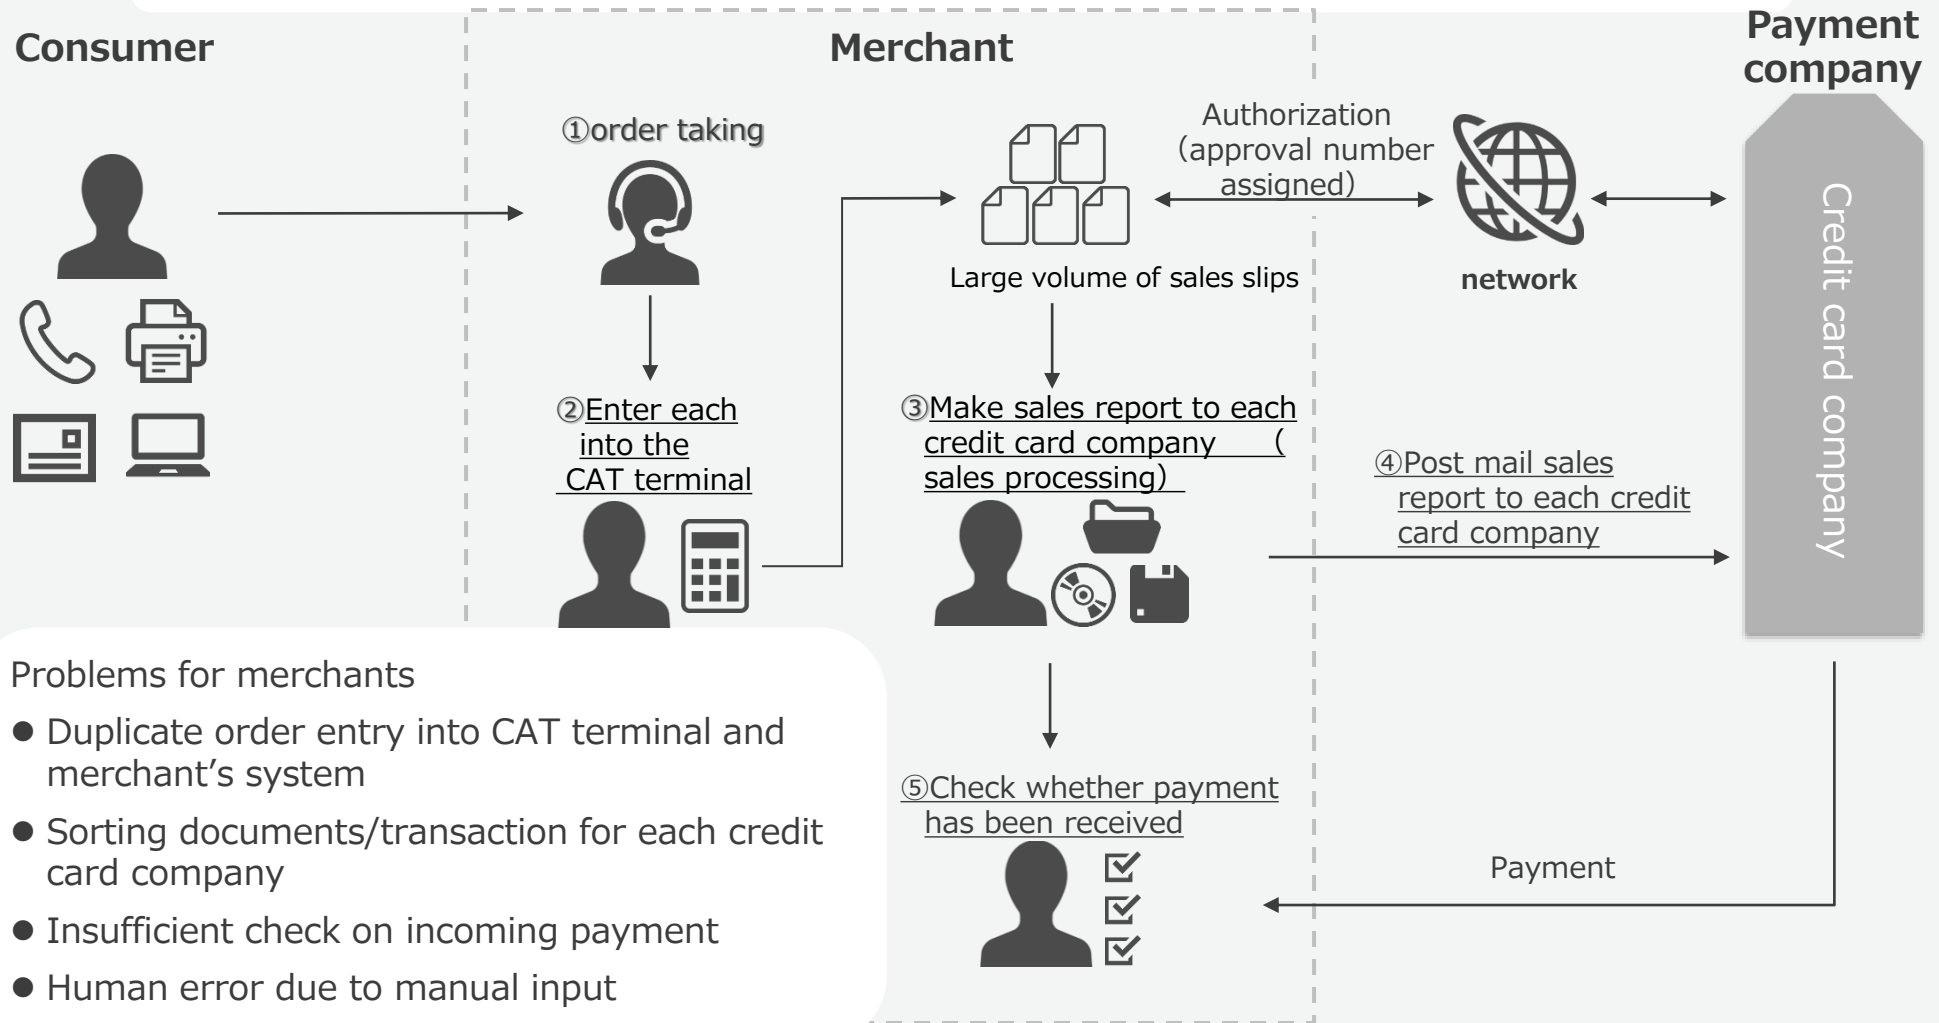 Consumer
Merchant
Payment
company
①order taking
Authorization
(approval number
assigned)
Large volume of sales slips
network
Credit card company
②Enter each
into the
CAT terminal
③Make sales report to each
credit card company (
sales processing)
④Post mail sales
report to each credit
card company
⑤Check whether payment
has been received
Payment
Problems for merchants
● Duplicate order entry into CAT terminal and
merchant’s system
● Sorting documents/transaction for each credit
card company
● Insufficient check on incoming payment
● Human error due to manual input